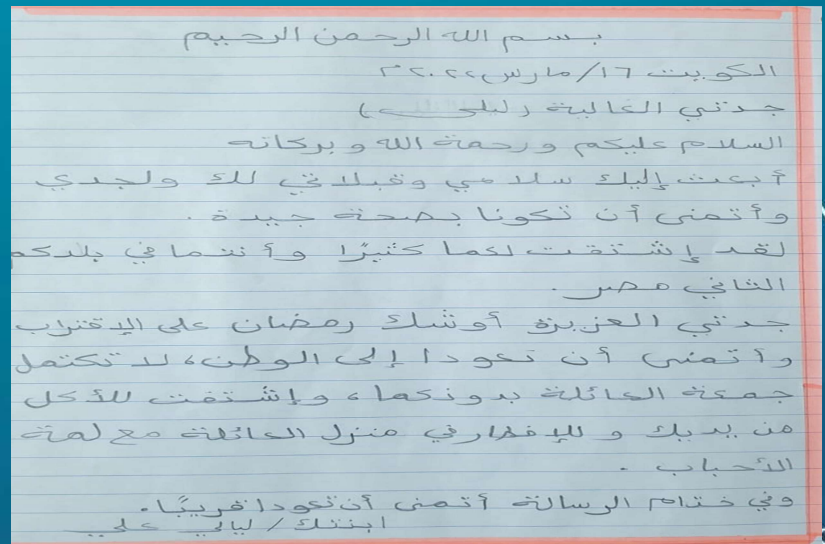 بسم الله الرحمن الرحيم
الكويت ١٦/مارس/٢٠٢٢م
جدتي الغالية (ليلى)
السلام عليكم ورحمة الله وبركاته
أبعث إليك سلامي وقبلاتي لك ولجدي
وأتمنى أن تكونا بصحة جيدة .
لقد إشتقت لكما كثيرًا وأنتما في بلدكم
الثاني مصر .
جدتي العزيزة أوشك رمضان على الإقتراب
وأتمنى أن تعودا إلى الوطن، لا تكتمل
جمعة العائلة بدونكما، وإشتقت للأكل
من يديك و للإفطار في منزل العائلة مع لمة
الأحباب .
وفي ختام الرسالة أتمنى أن تعودا قريبًا.
ابنتك/ ليالي علي